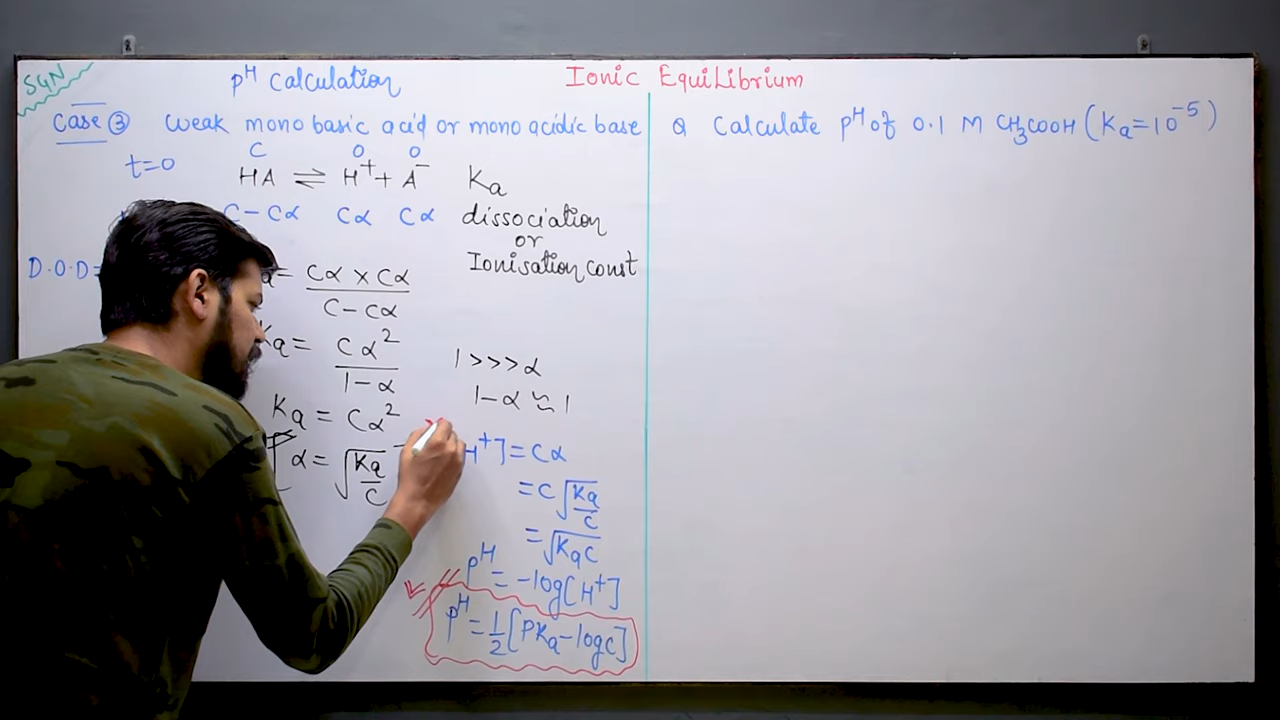 SGN
pH Calculation
Ionic EquiLibrium
Case ③ weak mono basic acid or mono acidic base
C O O
t=0
HA ⇌ H⁺ + A⁻ Ka
C-Cα Cα Cα dissociation
or
Ionisation const
D.O.D=
= Cα × Cα / C-Cα
Ka = Cα² / 1-α
1>>>α
1-α ≈ 1
Ka = Cα²
α = √(Ka/C)
H⁺] = Cα
= C√(Ka/C)
= √(KaC)
pH = -log[H⁺]
pH = 1/2 [PKa - logC]
Q Calculate pH of 0.1 M CH₃COOH (Ka=10⁻⁵)